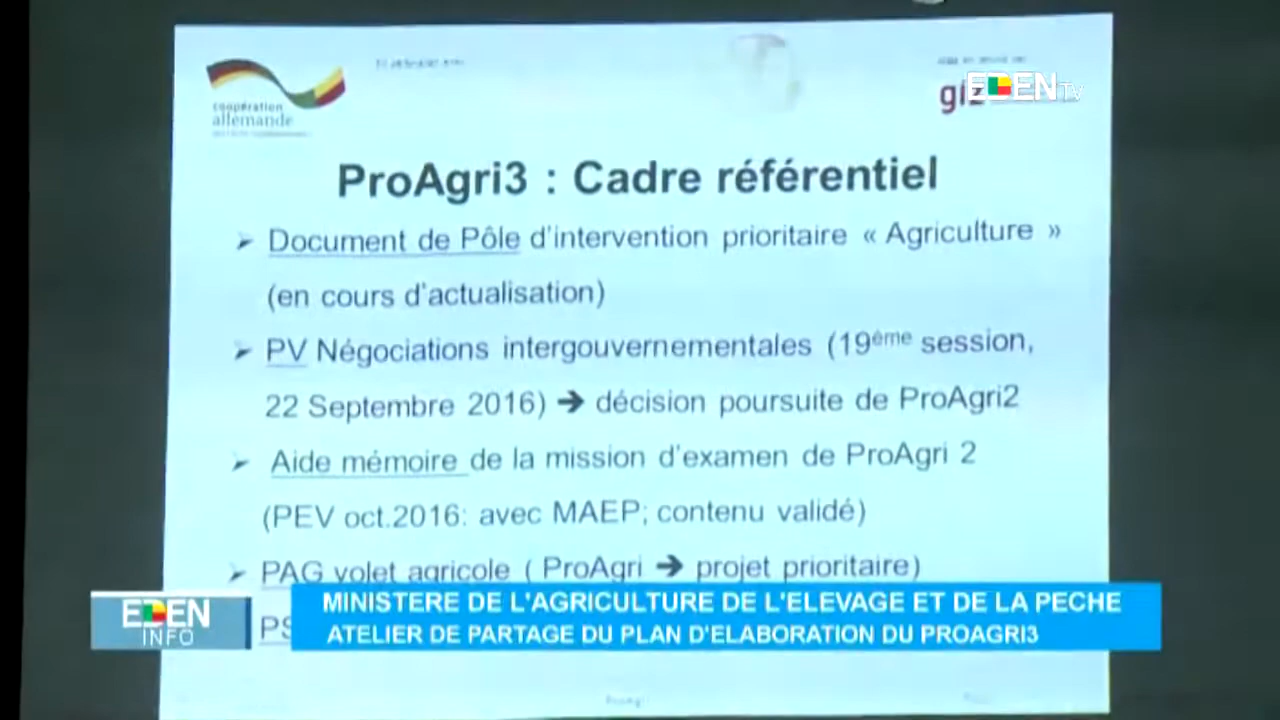 coopération
allemande
giz
EDEN TV
ProAgri3 : Cadre référentiel
➢ Document de Pôle d'intervention prioritaire « Agriculture »
(en cours d'actualisation)
➢ PV Négociations intergouvernementales (19ème session,
22 Septembre 2016) ➔ décision poursuite de ProAgri2
➢ Aide mémoire de la mission d'examen de ProAgri 2
(PEV oct.2016: avec MAEP; contenu validé)
➢ PAG volet agricole ( ProAgri ➔ projet prioritaire)
EDEN
INFO
MINISTERE DE L'AGRICULTURE DE L'ELEVAGE ET DE LA PECHE
ATELIER DE PARTAGE DU PLAN D'ELABORATION DU PROAGRI3